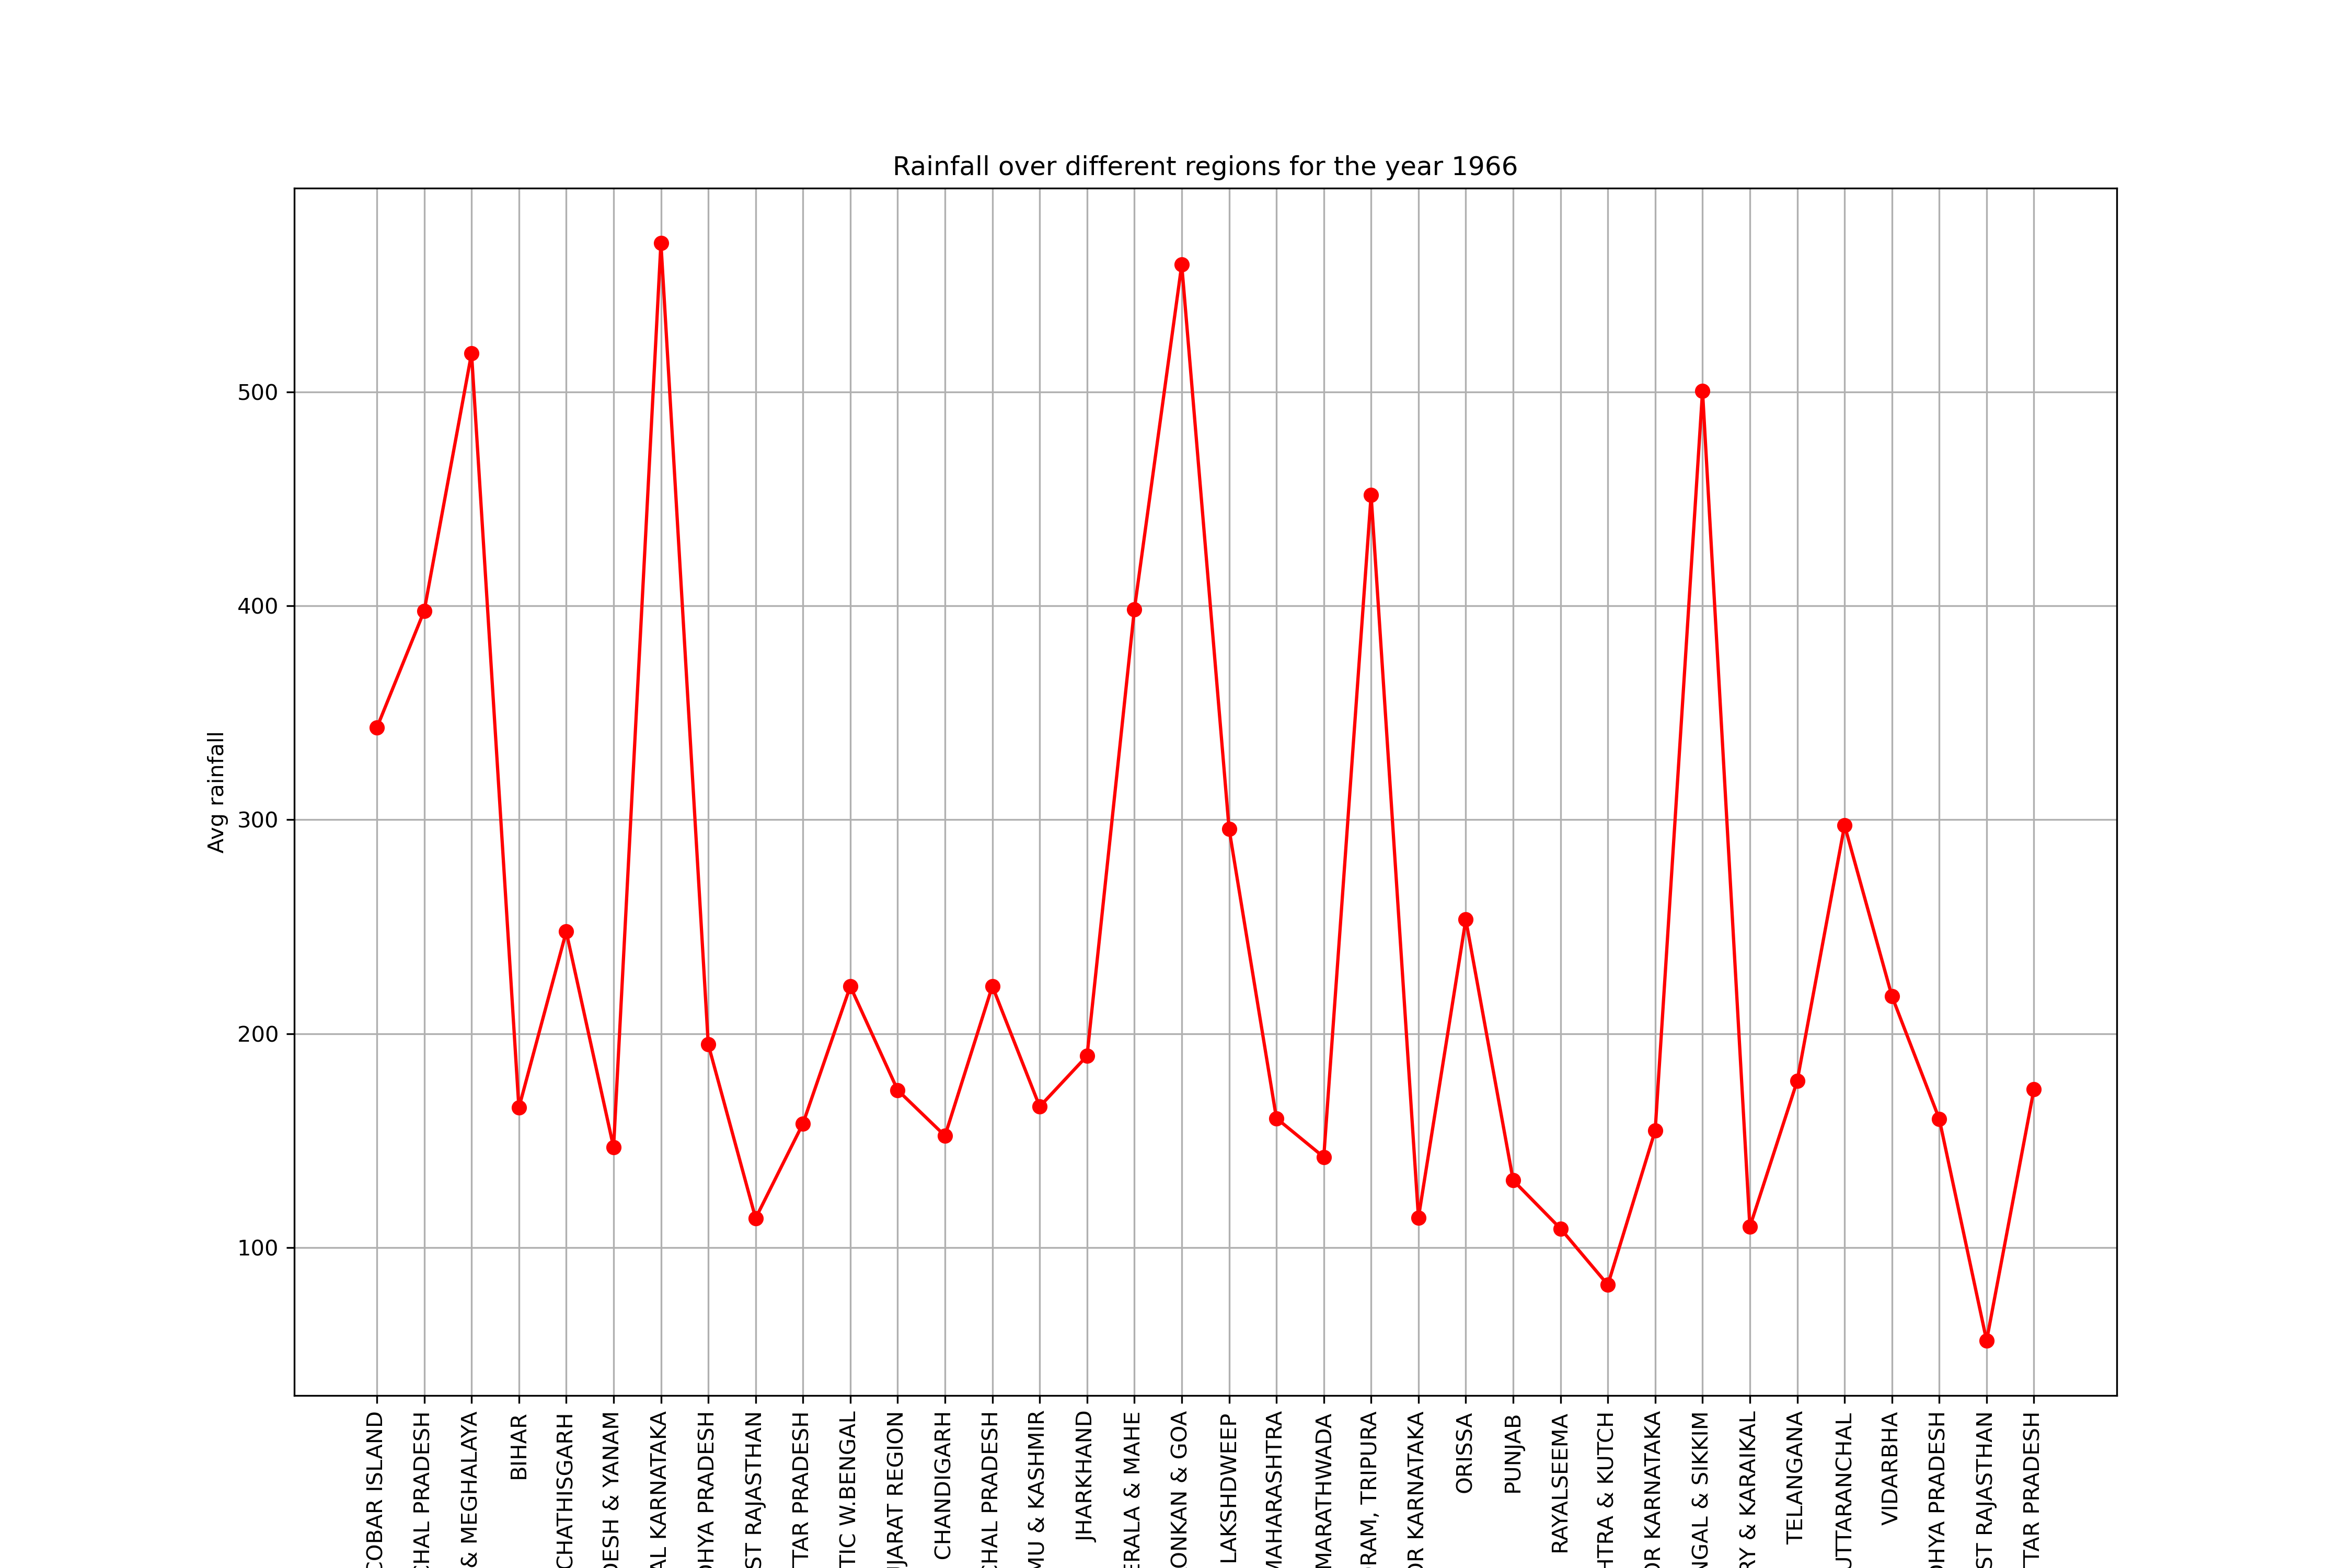 Rainfall over different regions for the year 1966
Avg rainfall
500
400
300
200
100
COBAR ISLAND
CHAL PRADESH
& MEGHALAYA
BIHAR
CHATHISGARH
DESH & YANAM
AL KARNATAKA
DHYA PRADESH
ST RAJASTHAN
TTAR PRADESH
TIC W.BENGAL
JARAT REGION
CHANDIGARH
CHAL PRADESH
MU & KASHMIR
JHARKHAND
ERALA & MAHE
ONKAN & GOA
LAKSHDWEEP
MAHARASHTRA
MARATHWADA
RAM, TRIPURA
OR KARNATAKA
ORISSA
PUNJAB
RAYALSEEMA
HTRA & KUTCH
OR KARNATAKA
NGAL & SIKKIM
RY & KARAIKAL
TELANGANA
UTTARANCHAL
VIDARBHA
DHYA PRADESH
ST RAJASTHAN
TTAR PRADESH